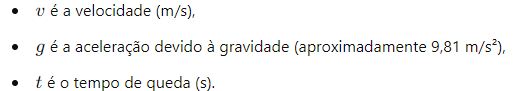 • v é a velocidade (m/s),
• g é a aceleração devido à gravidade (aproximadamente 9,81 m/s²),
• t é o tempo de queda (s).